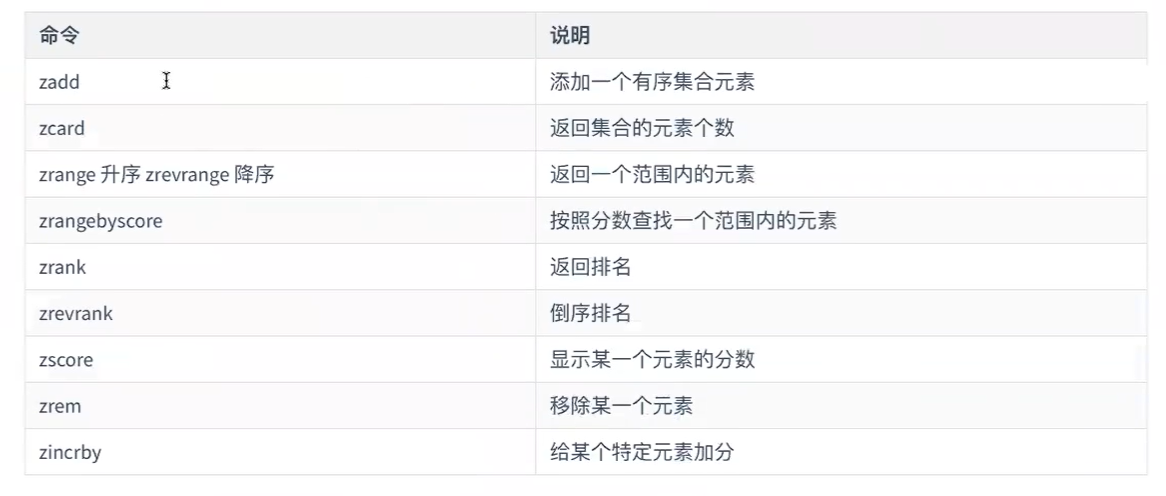 命令 说明
zadd 添加一个有序集合元素
zcard 返回集合的元素个数
zrange 升序 zrevrange 降序 返回一个范围内的元素
zrangebyscore 按照分数查找一个范围内的元素
zrank 返回排名
zrevrank 倒序排名
zscore 显示某一个元素的分数
zrem 移除某一个元素
zincrby 给某个特定元素加分